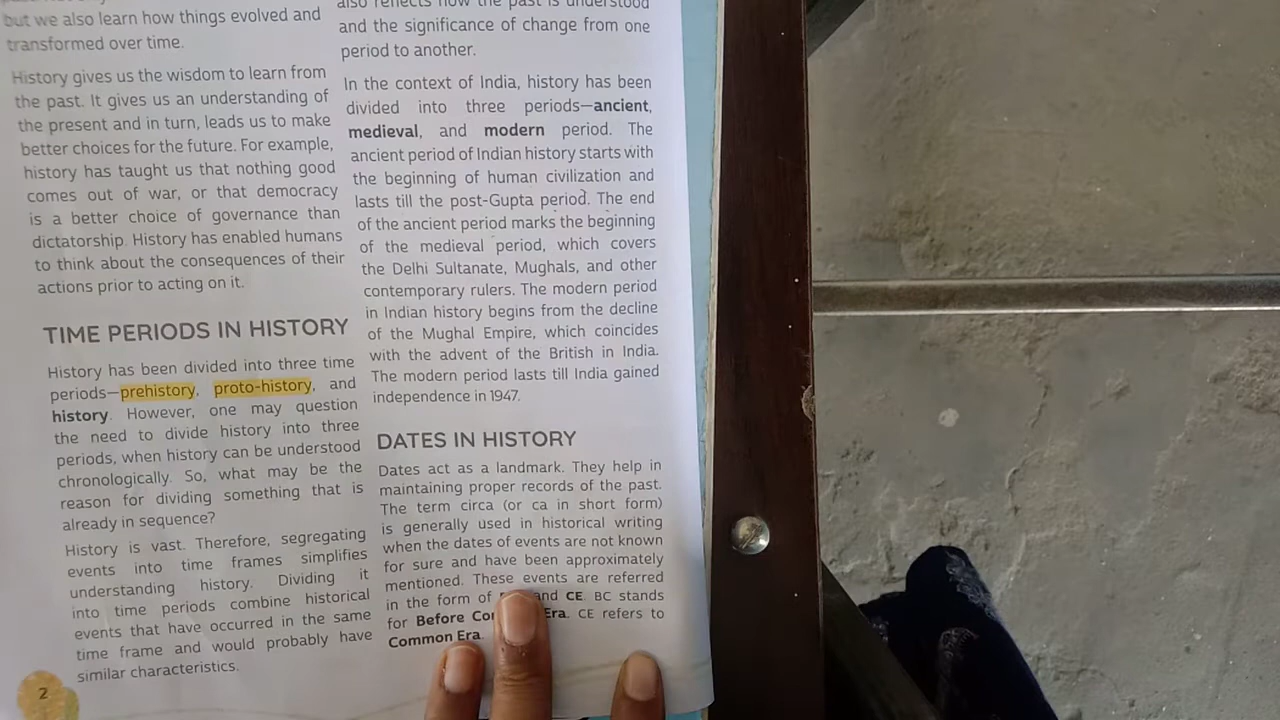 but we also learn how things evolved and
transformed over time.
History gives us the wisdom to learn from
the past. It gives us an understanding of
the present and in turn, leads us to make
better choices for the future. For example,
history has taught us that nothing good
comes out of war, or that democracy
is a better choice of governance than
dictatorship. History has enabled humans
to think about the consequences of their
actions prior to acting on it.
TIME PERIODS IN HISTORY
History has been divided into three time
periods—prehistory, proto-history, and
history. However, one may question
the need to divide history into three
periods, when history can be understood
chronologically. So, what may be the
reason for dividing something that is
already in sequence?
History is vast. Therefore, segregating
events into time frames simplifies
understanding history. Dividing it
into time periods combine historical
events that have occurred in the same
time frame and would probably have
similar characteristics.
2
also reflects how the past is understood
and the significance of change from one
period to another.
In the context of India, history has been
divided into three periods—ancient,
medieval, and modern period. The
ancient period of Indian history starts with
the beginning of human civilization and
lasts till the post-Gupta period. The end
of the ancient period marks the beginning
of the medieval period, which covers
the Delhi Sultanate, Mughals, and other
contemporary rulers. The modern period
in Indian history begins from the decline
of the Mughal Empire, which coincides
with the advent of the British in India.
The modern period lasts till India gained
independence in 1947.
DATES IN HISTORY
Dates act as a landmark. They help in
maintaining proper records of the past.
The term circa (or ca in short form)
is generally used in historical writing
when the dates of events are not known
for sure and have been approximately
mentioned. These events are referred
in the form of and CE. BC stands
for Before Era. CE refers to
Common Era.